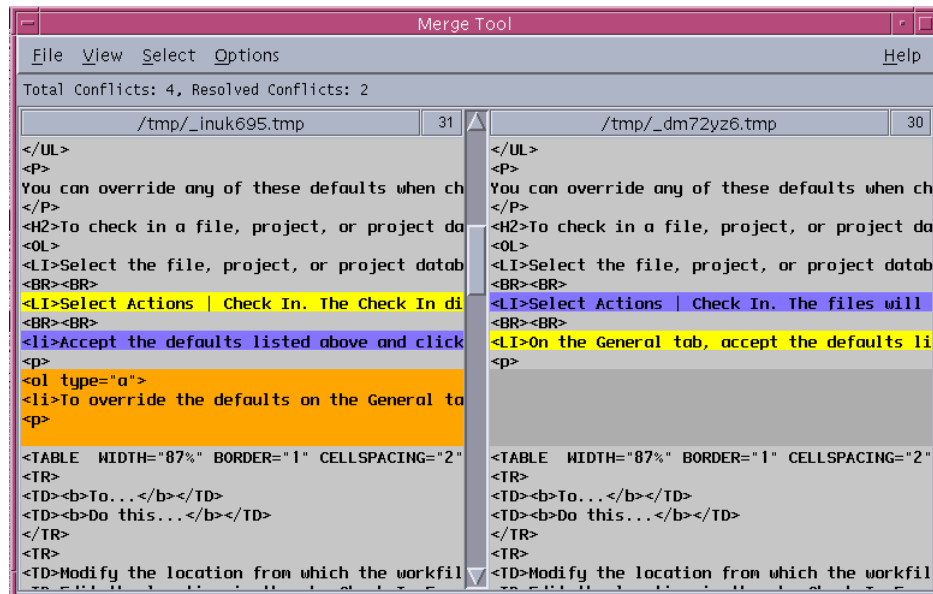 Merge Tool
File View Select Options Help
Total Conflicts: 4, Resolved Conflicts: 2
/tmp/_inuk695.tmp 31
</UL>
<P>
You can override any of these defaults when ch
</P>
<H2>To check in a file, project, or project da
<OL>
<LI>Select the file, project, or project datab
<BR><BR>
<LI>Select Actions | Check In. The Check In di
<BR><BR>
<li>Accept the defaults listed above and click
<p>
<ol type="a">
<li>To override the defaults on the General ta
<p>
<TABLE  WIDTH="87%" BORDER="1" CELLSPACING="2"
<TR>
<TD><b>To...</b></TD>
<TD><b>Do this...</b></TD>
</TR>
<TR>
<TD>Modify the location from which the workfil
/tmp/_dm72yz6.tmp 30
</UL>
<P>
You can override any of these defaults when ch
</P>
<H2>To check in a file, project, or project da
<OL>
<LI>Select the file, project, or project datab
<BR><BR>
<LI>Select Actions | Check In. The files will
<BR><BR>
<LI>On the General tab, accept the defaults li
<p>
<TABLE  WIDTH="87%" BORDER="1" CELLSPACING="2"
<TR>
<TD><b>To...</b></TD>
<TD><b>Do this...</b></TD>
</TR>
<TR>
<TD>Modify the location from which the workfil